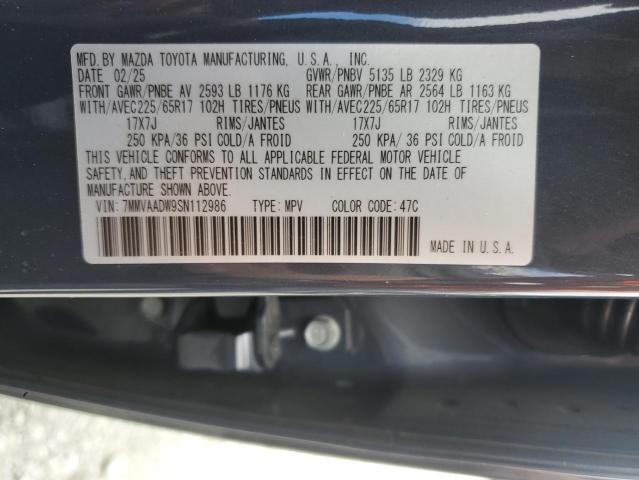 MFD.BY MAZDA TOYOTA MANUFACTURING, U.S.A., INC.
DATE 02/25 GVWR/PNBV 5135 LB 2329 KG
FRONT GAWR/PNBE AV 2593 LB 1176 KG REAR GAWR/PNBE AR 2564 LB 1163 KG
WITH/AVEC225/65R17 102H TIRES/PNEUS WITH/AVEC225/65R17 102H TIRES/PNEUS
17X7J RIMS/JANTES 17X7J RIMS/JANTES
250 KPA/36 PSI COLD/A FROID 250 KPA/36 PSI COLD/A FROID
THIS VEHICLE CONFORMS TO ALL APPLICABLE FEDERAL MOTOR VEHICLE
SAFETY, AND THEFT PREVENTION STANDARDS IN EFFECT ON THE DATE OF
MANUFACTURE SHOWN ABOVE.
VIN: 7MMVAADW9SN112986 TYPE: MPV COLOR CODE: 47C
MADE IN U.S.A.